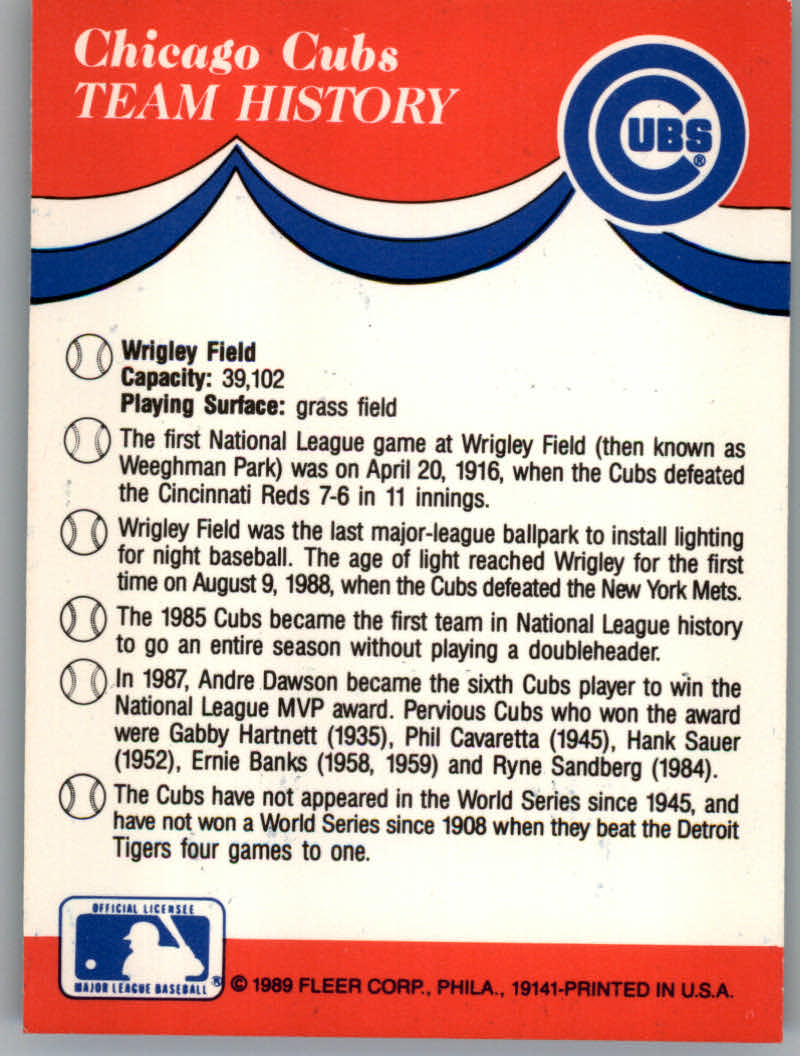 Chicago Cubs
TEAM HISTORY
CUBS®
Wrigley Field
Capacity: 39,102
Playing Surface: grass field
The first National League game at Wrigley Field (then known as
Weeghman Park) was on April 20, 1916, when the Cubs defeated
the Cincinnati Reds 7-6 in 11 innings.
Wrigley Field was the last major-league ballpark to install lighting
for night baseball. The age of light reached Wrigley for the first
time on August 9, 1988, when the Cubs defeated the New York Mets.
The 1985 Cubs became the first team in National League history
to go an entire season without playing a doubleheader.
In 1987, Andre Dawson became the sixth Cubs player to win the
National League MVP award. Pervious Cubs who won the award
were Gabby Hartnett (1935), Phil Cavaretta (1945), Hank Sauer
(1952), Ernie Banks (1958, 1959) and Ryne Sandberg (1984).
The Cubs have not appeared in the World Series since 1945, and
have not won a World Series since 1908 when they beat the Detroit
Tigers four games to one.
OFFICIAL LICENSEE
MAJOR LEAGUE BASEBALL®
© 1989 FLEER CORP., PHILA., 19141-PRINTED IN U.S.A.